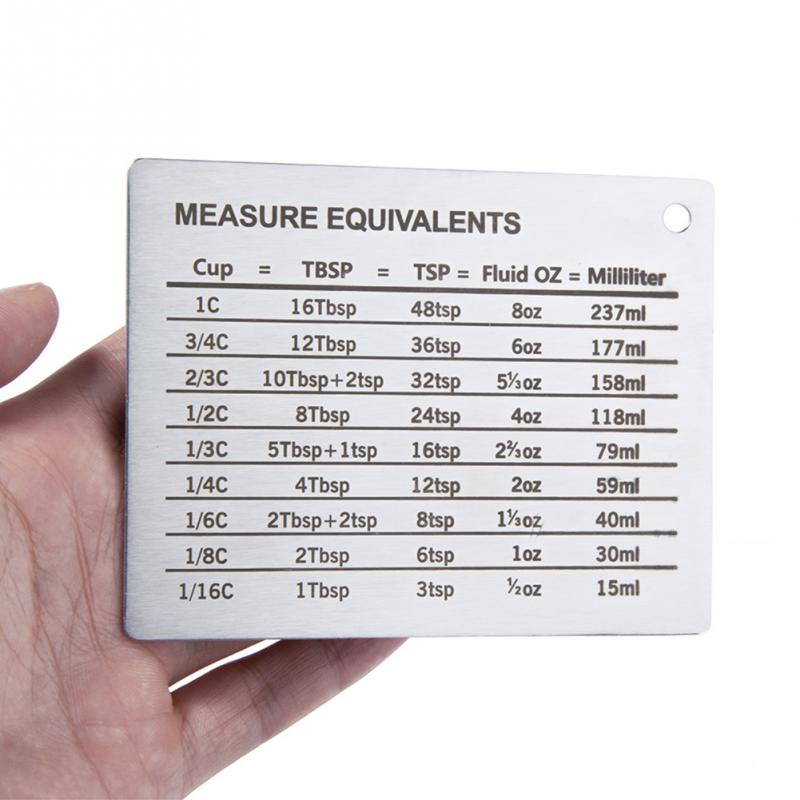 MEASURE EQUIVALENTS
Cup = TBSP = TSP = Fluid OZ = Milliliter
1C 16Tbsp 48tsp 8oz 237ml
3/4C 12Tbsp 36tsp 6oz 177ml
2/3C 10Tbsp+2tsp 32tsp 5⅓oz 158ml
1/2C 8Tbsp 24tsp 4oz 118ml
1/3C 5Tbsp+1tsp 16tsp 2⅔oz 79ml
1/4C 4Tbsp 12tsp 2oz 59ml
1/6C 2Tbsp+2tsp 8tsp 1⅓oz 40ml
1/8C 2Tbsp 6tsp 1oz 30ml
1/16C 1Tbsp 3tsp ½oz 15ml